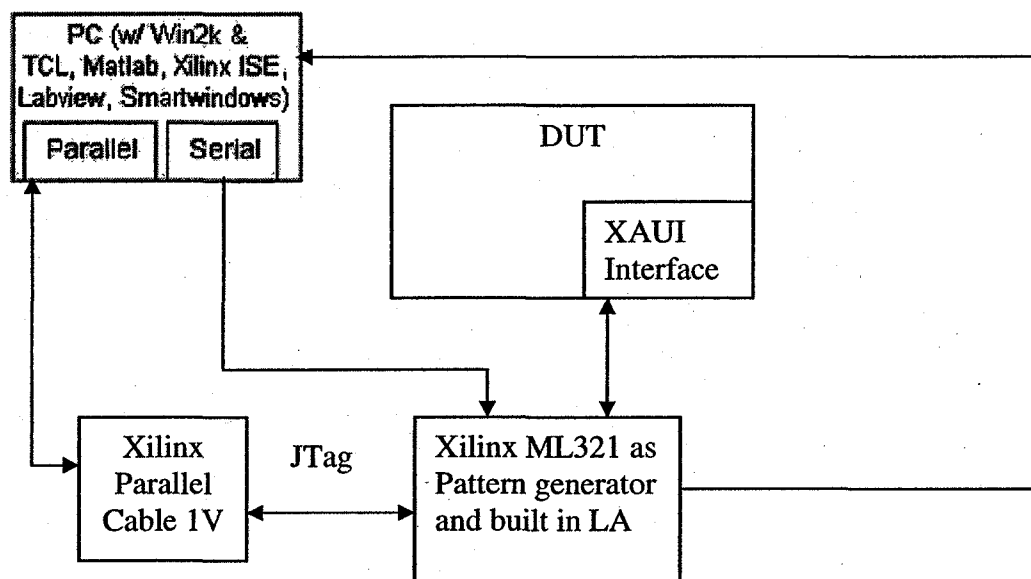 PC (w/ Win2k &
TCL, Matlab, Xilinx ISE,
Labview, Smartwindows)
Parallel
Serial
DUT
XAUI
Interface
Xilinx
Parallel
Cable 1V
JTag
Xilinx ML321 as
Pattern generator
and built in LA